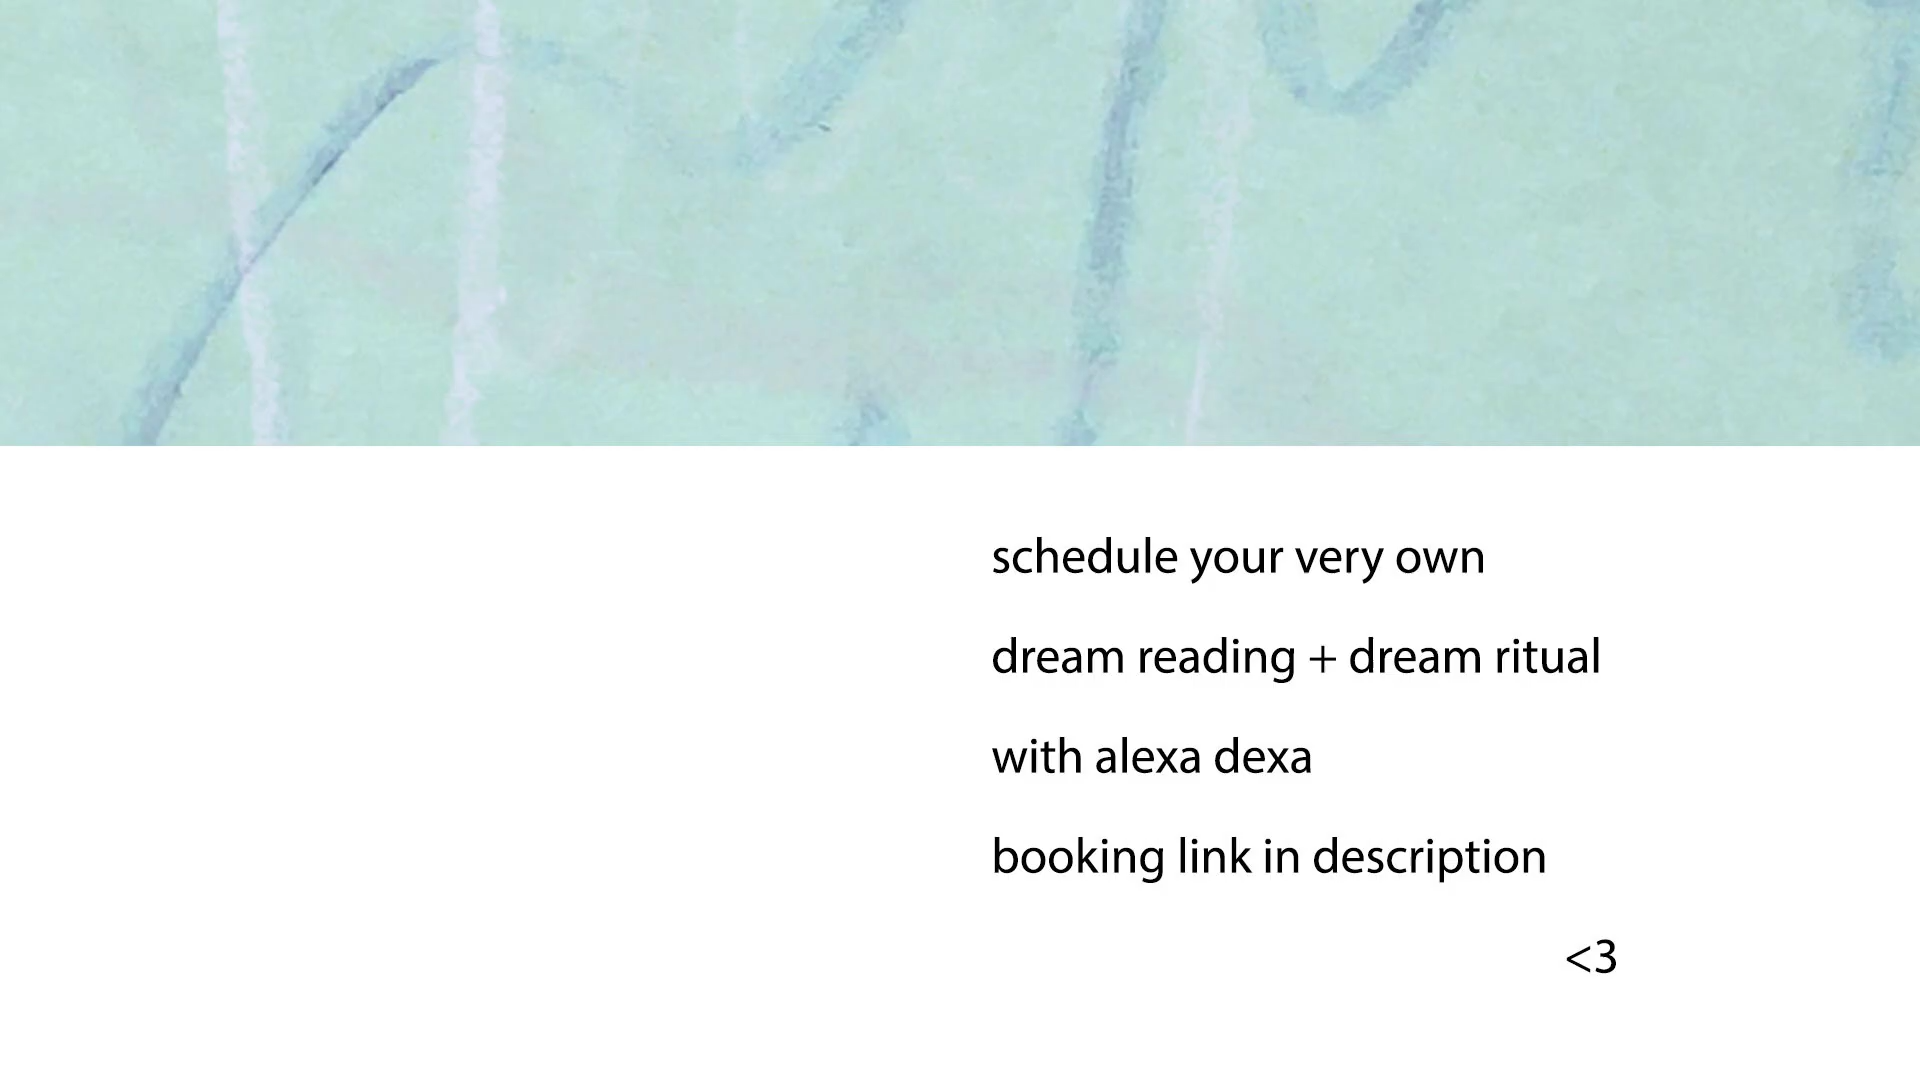 schedule your very own
dream reading + dream ritual
with alexa dexa
booking link in description
<3